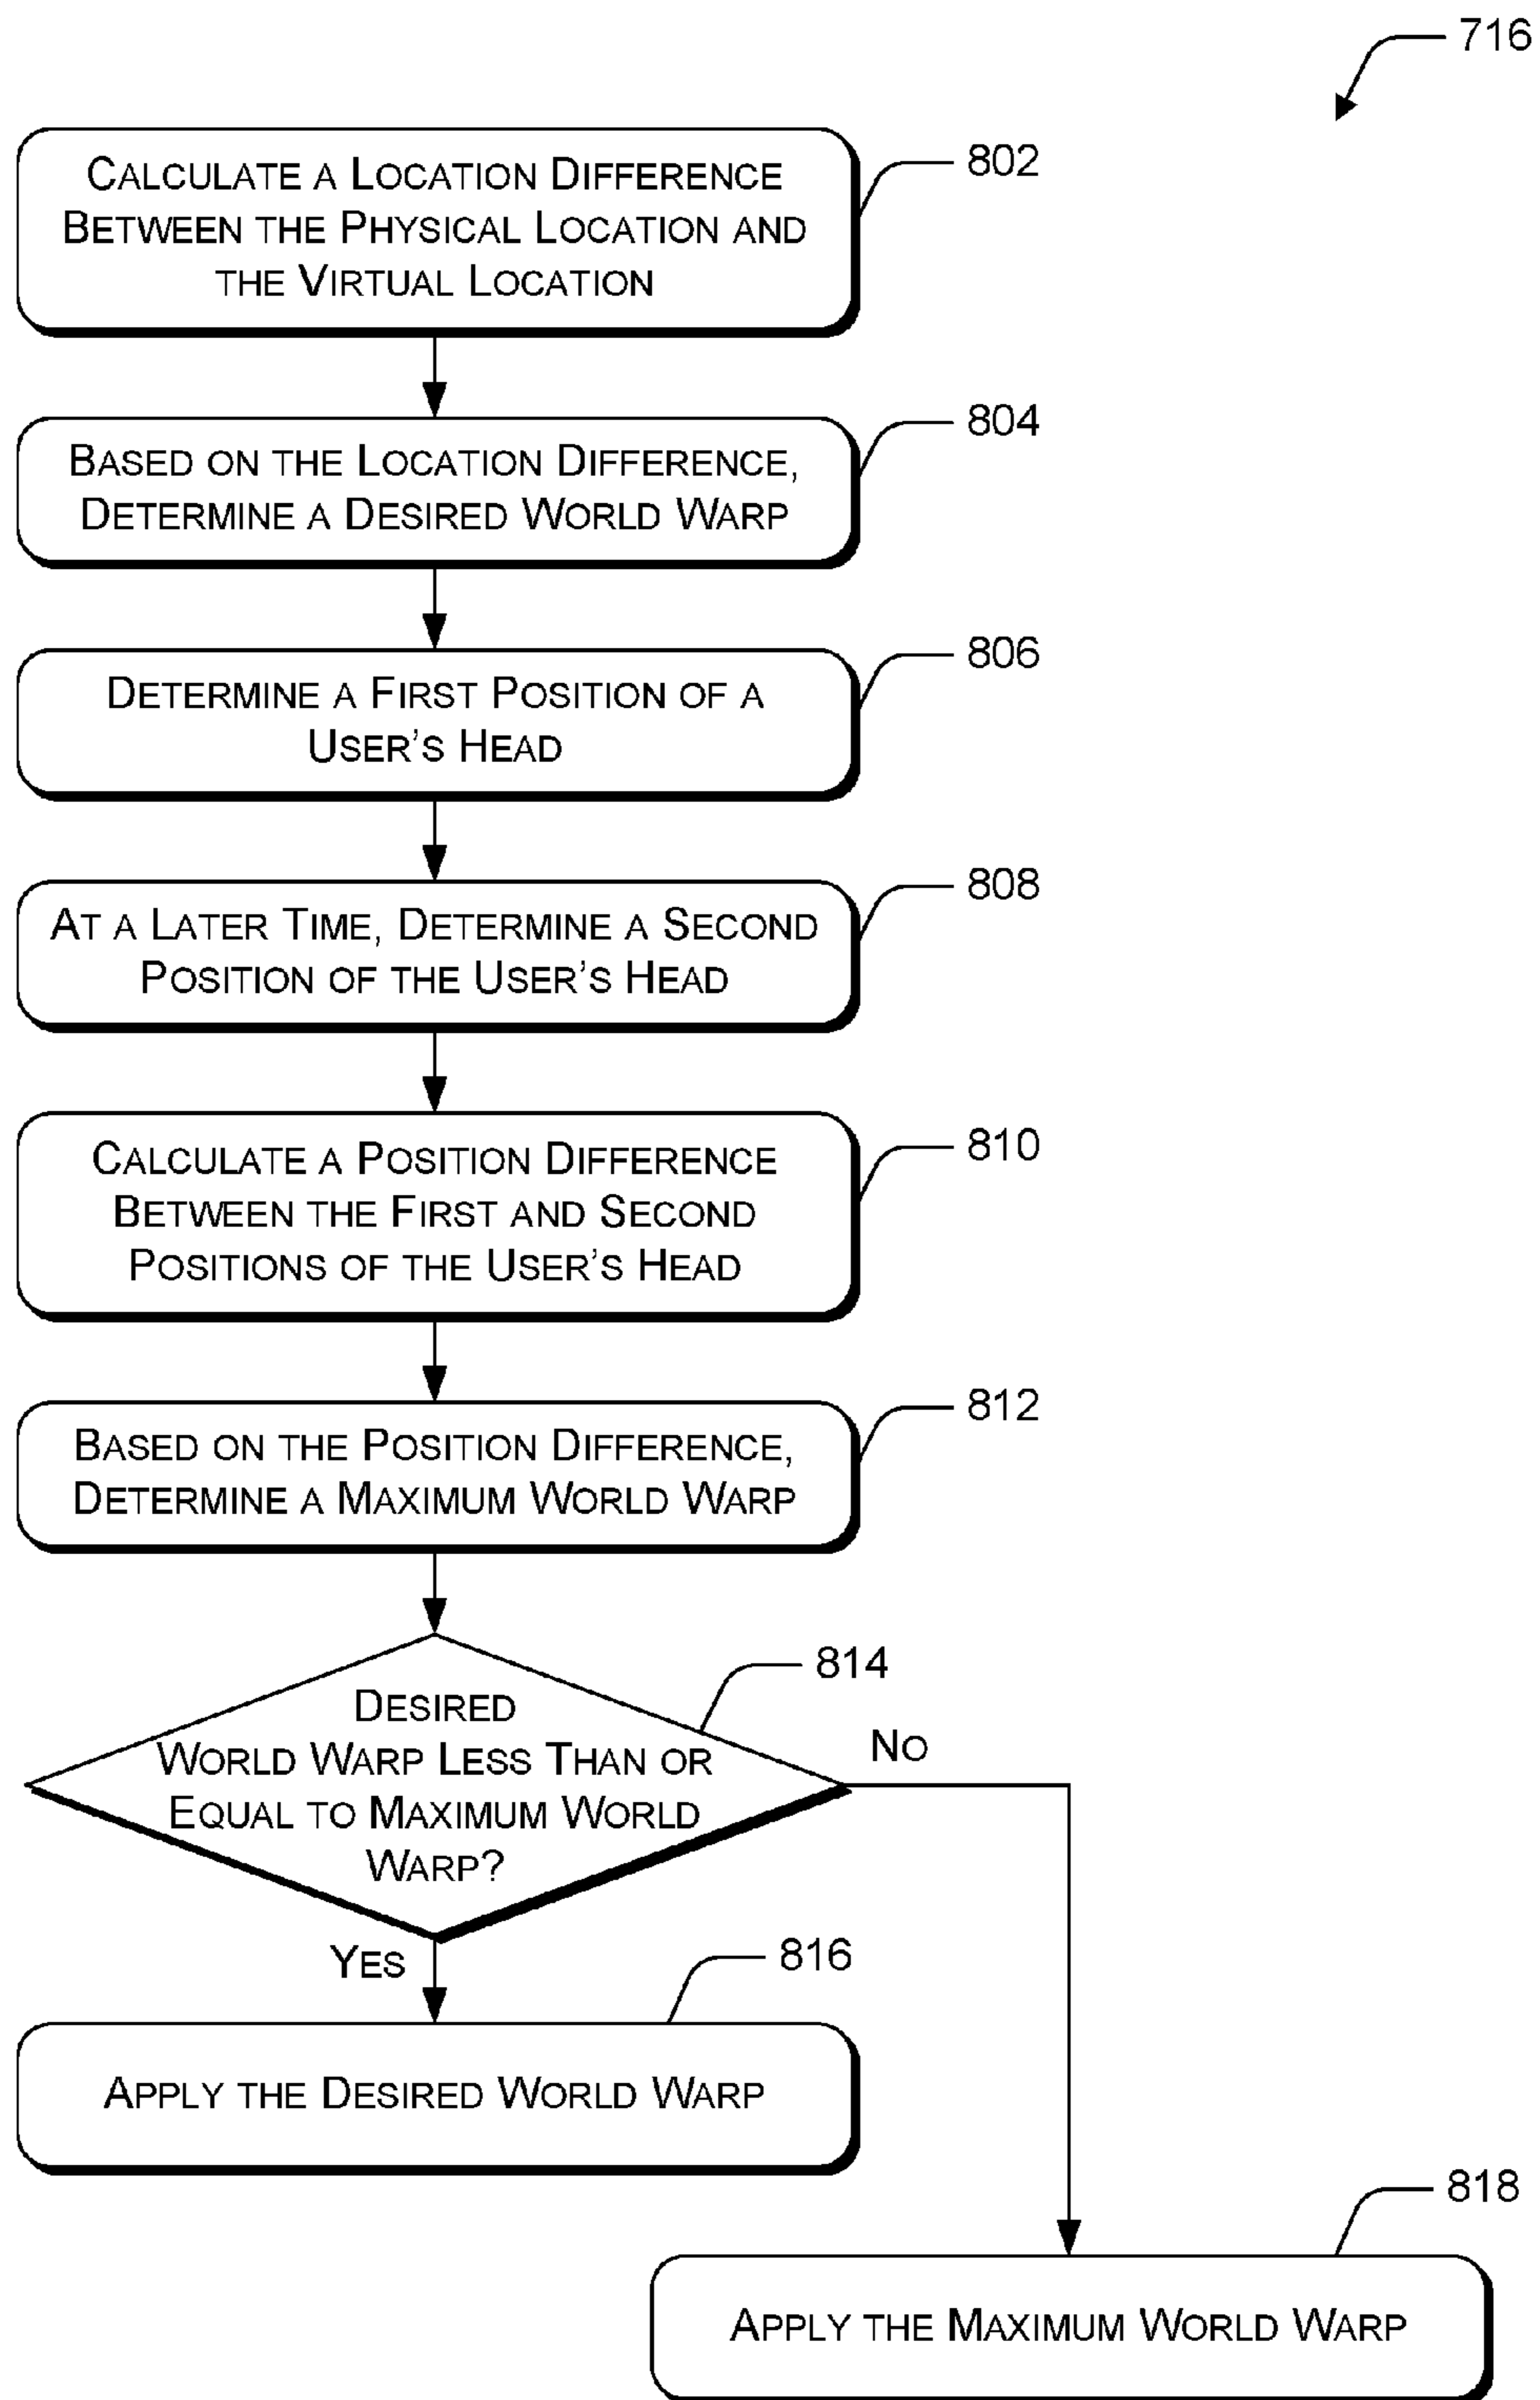 716
CALCULATE A LOCATION DIFFERENCE
BETWEEN THE PHYSICAL LOCATION AND
THE VIRTUAL LOCATION
802
BASED ON THE LOCATION DIFFERENCE,
DETERMINE A DESIRED WORLD WARP
804
DETERMINE A FIRST POSITION OF A
USER'S HEAD
806
AT A LATER TIME, DETERMINE A SECOND
POSITION OF THE USER'S HEAD
808
CALCULATE A POSITION DIFFERENCE
BETWEEN THE FIRST AND SECOND
POSITIONS OF THE USER'S HEAD
810
BASED ON THE POSITION DIFFERENCE,
DETERMINE A MAXIMUM WORLD WARP
812
DESIRED
WORLD WARP LESS THAN OR
EQUAL TO MAXIMUM WORLD
WARP?
814
NO
YES
816
APPLY THE DESIRED WORLD WARP
818
APPLY THE MAXIMUM WORLD WARP